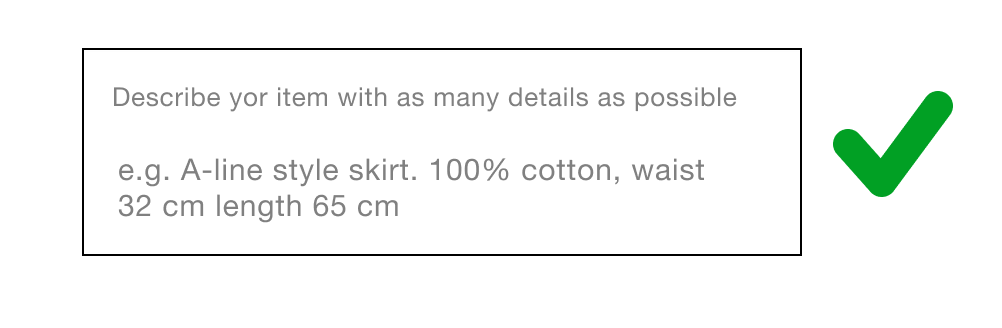 Describe yor item with as many details as possible
e.g. A-line style skirt. 100% cotton, waist
32 cm length 65 cm